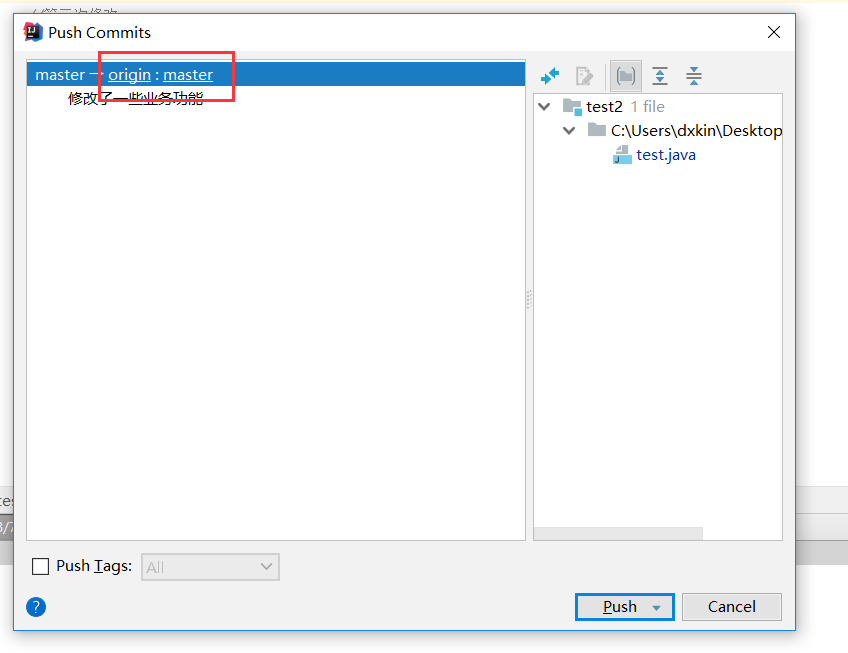 Push Commits
master → origin : master
修改了一些业务功能
test2 1 file
C:\Users\dxkin\Desktop
test.java
Push Tags:
All
?
Push
Cancel